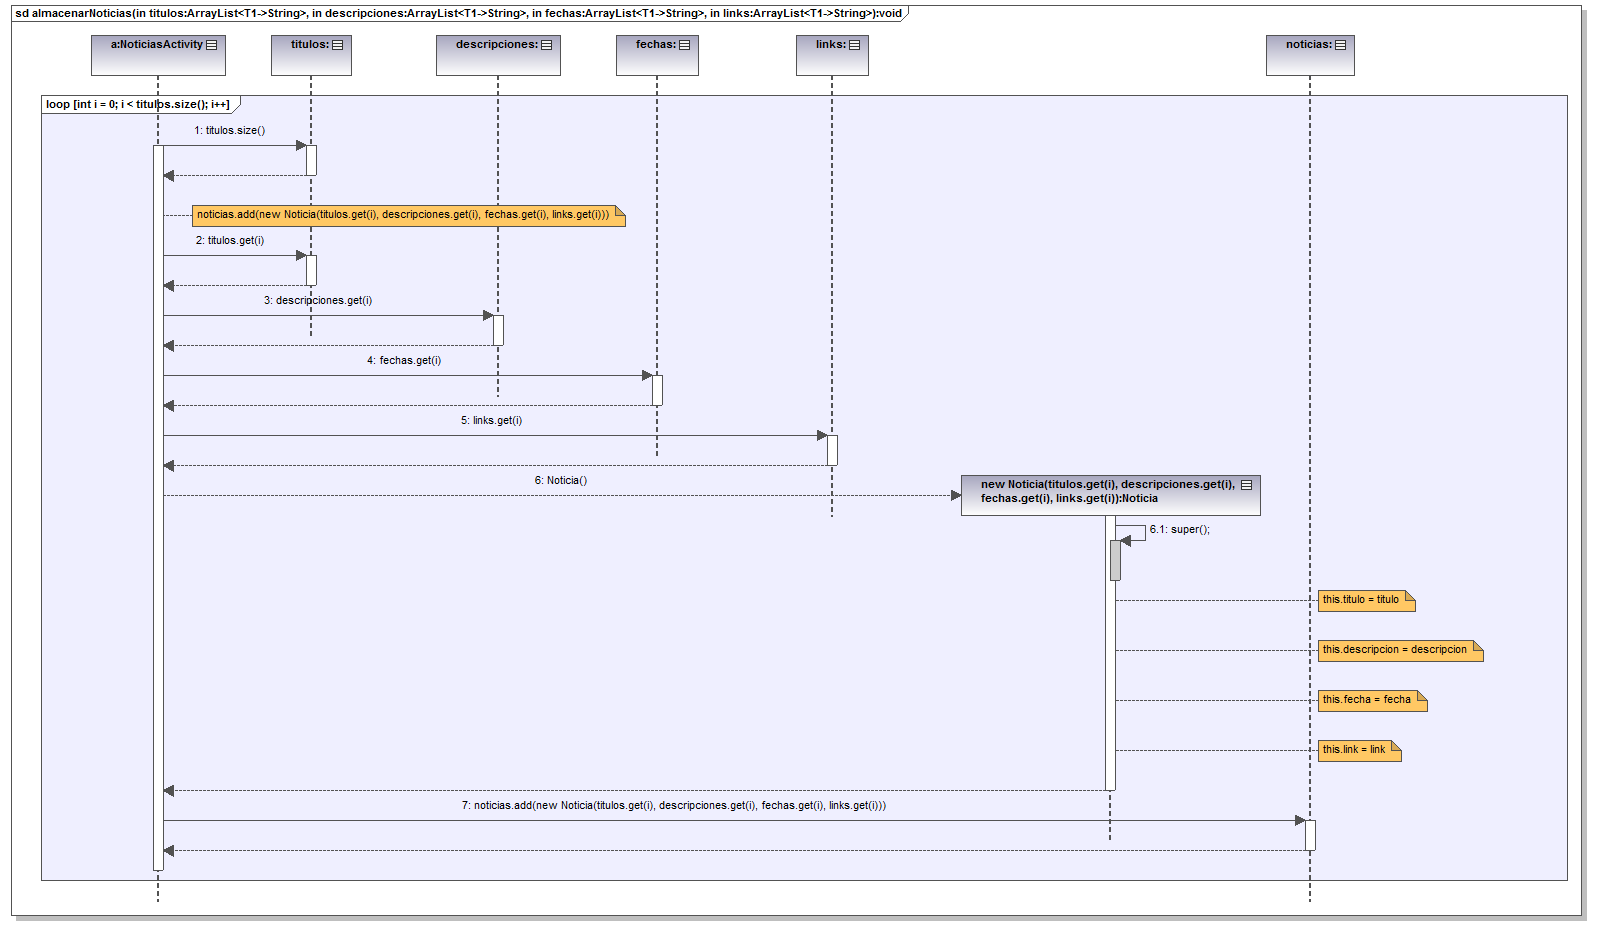 sd almacenarNoticias(in titulos:ArrayList<T1->String>, in descripciones:ArrayList<T1->String>, in fechas:ArrayList<T1->String>, in links:ArrayList<T1->String>):void
a:NoticiasActivity
titulos:
descripciones:
fechas:
links:
noticias:
loop [int i = 0; i < titulos.size(); i++]
1: titulos.size()
noticias.add(new Noticia(titulos.get(i), descripciones.get(i), fechas.get(i), links.get(i)))
2: titulos.get(i)
3: descripciones.get(i)
4: fechas.get(i)
5: links.get(i)
6: Noticia()
new Noticia(titulos.get(i), descripciones.get(i),
fechas.get(i), links.get(i)):Noticia
6.1: super();
this.titulo = titulo
this.descripcion = descripcion
this.fecha = fecha
this.link = link
7: noticias.add(new Noticia(titulos.get(i), descripciones.get(i), fechas.get(i), links.get(i)))